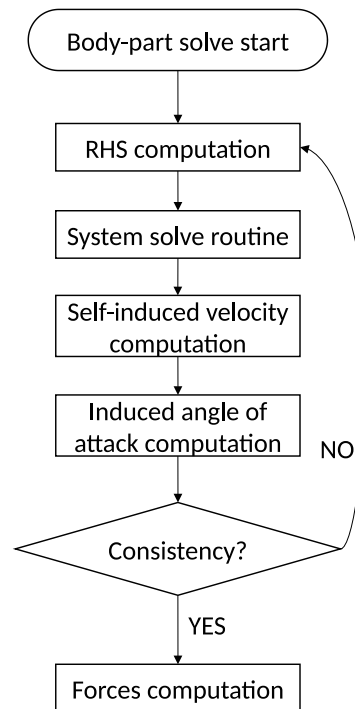 Body-part solve start
RHS computation
System solve routine
Self-induced velocity
computation
Induced angle of
attack computation
NO
Consistency?
YES
Forces computation